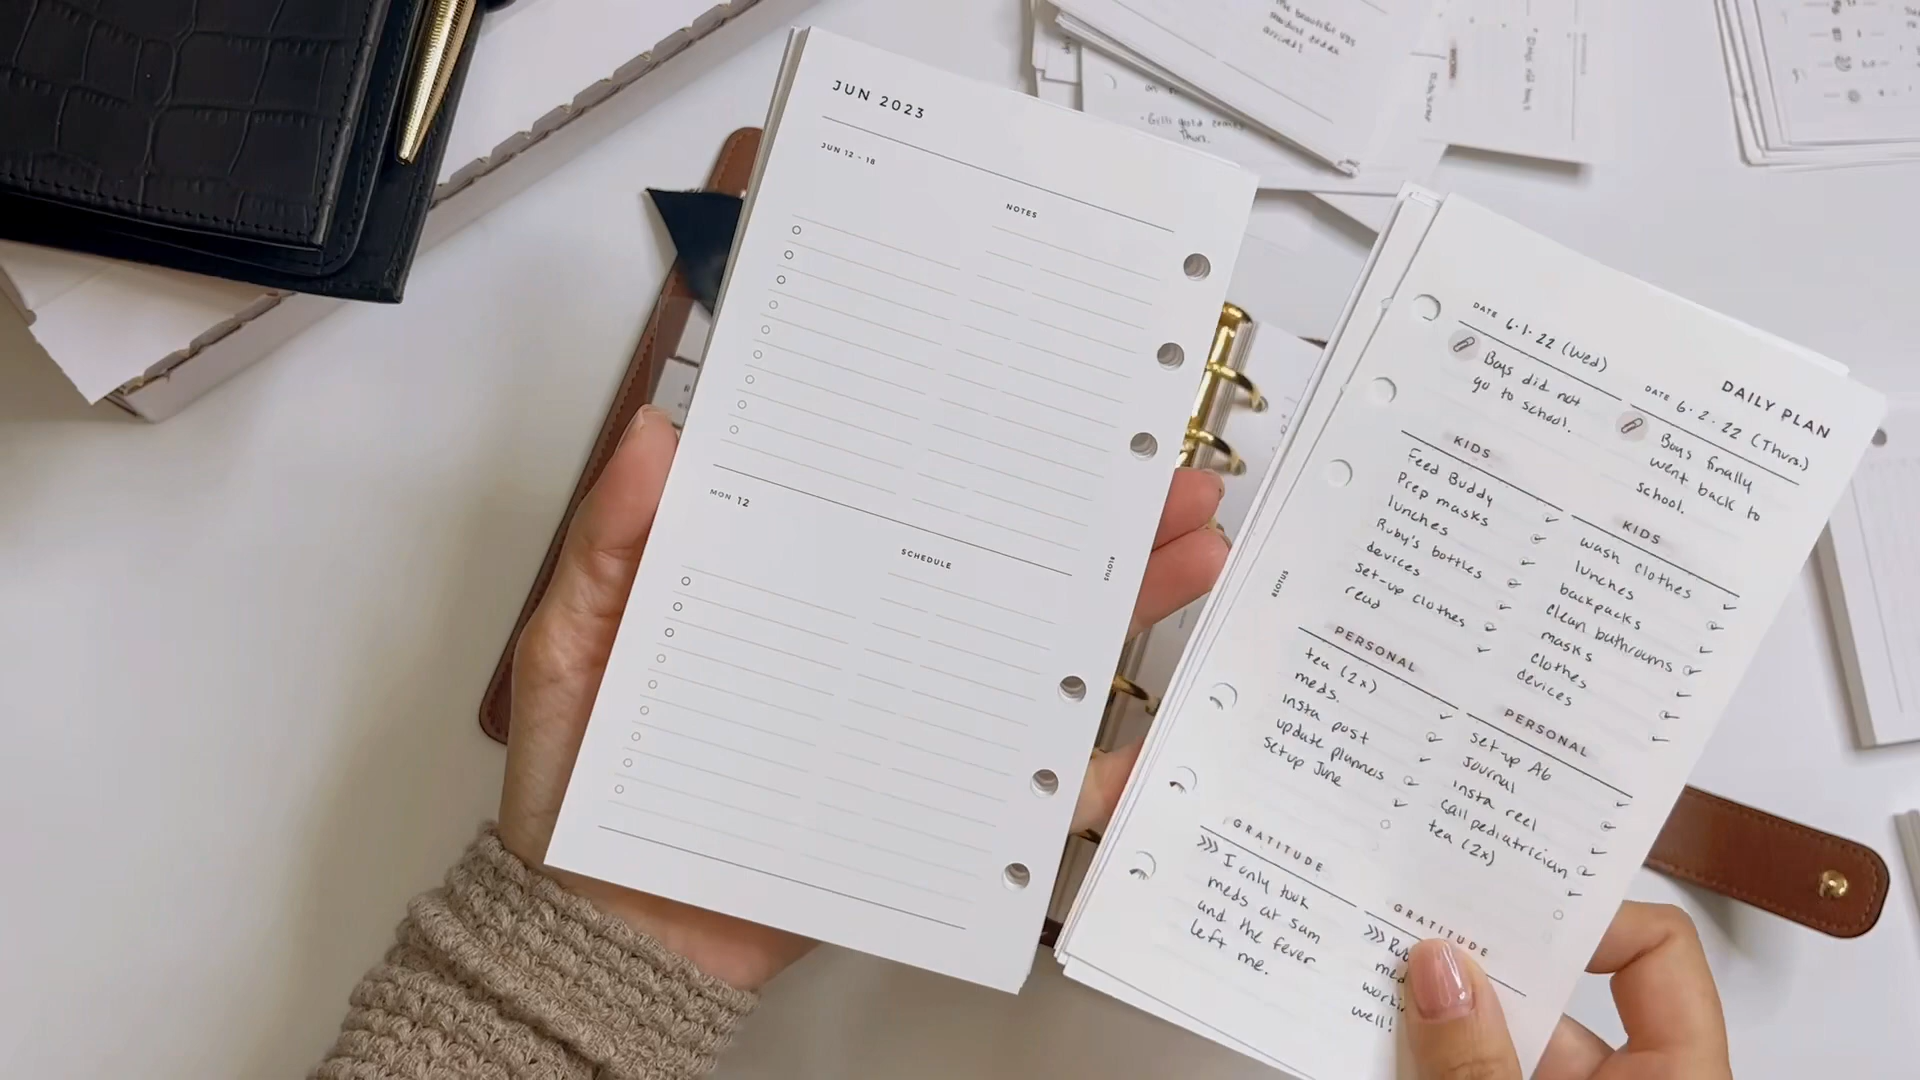 JUN 2023
JUN 12 - 18
NOTES
MON 12
SCHEDULE
DATE 6.1.22 (Wed)
Boys did not
go to school.
KIDS
Feed Buddy
Prep masks
lunches
Ruby's bottles
devices
set-up clothes
read
PERSONAL
tea (2x)
meds.
insta post
update planners
setup June
GRATITUDE
>>> I only took
meds at 5am
and the fever
left me.
DAILY PLAN
DATE 6.2.22 (Thurs.)
Boys finally
went back to
school.
KIDS
wash clothes
lunches
backpacks
clean bathrooms
masks
clothes
devices
PERSONAL
set-up A6
Journal
insta reel
call pediatrician
tea (2x)
GRATITUDE
well!
arrived!
• Gills gold
Thurs.